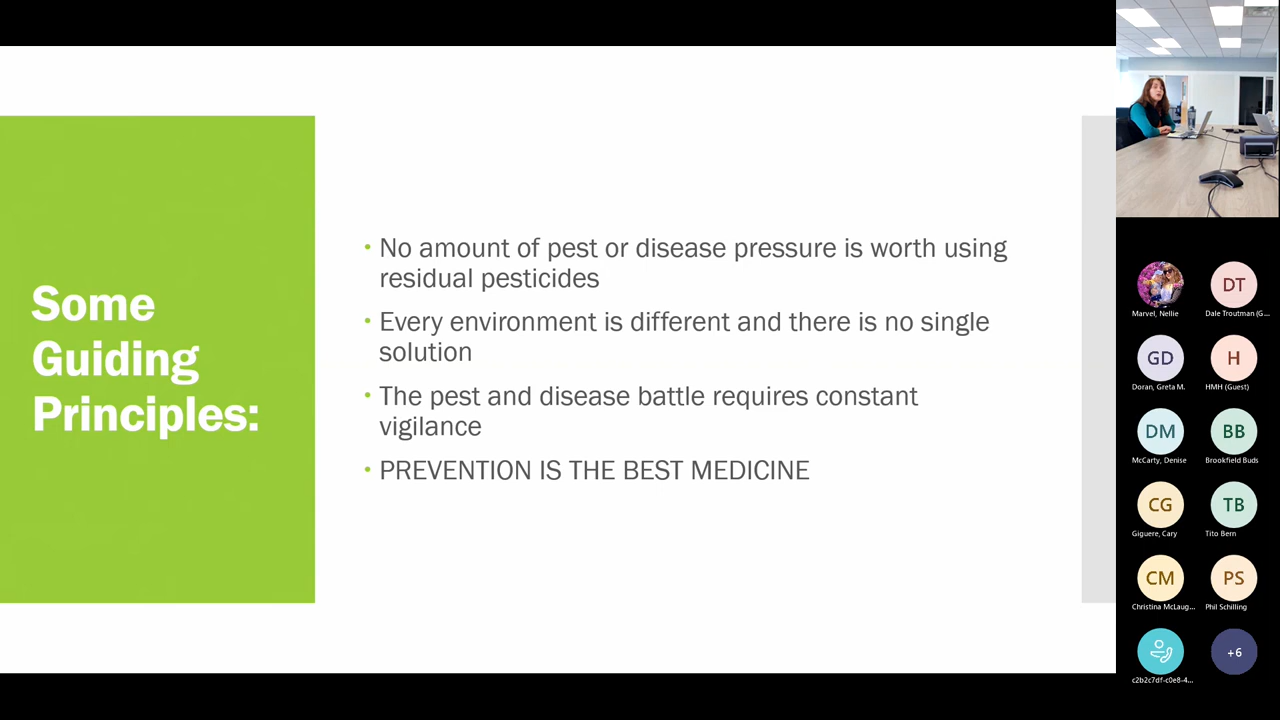 Some
Guiding
Principles:
• No amount of pest or disease pressure is worth using
residual pesticides
• Every environment is different and there is no single
solution
• The pest and disease battle requires constant
vigilance
• PREVENTION IS THE BEST MEDICINE
Marvel, Nellie
DT
Dale Troutman (G...
GD
Doran, Greta M.
H
HMH (Guest)
DM
McCarty, Denise
BB
Brookfield Buds
CG
Giguere, Cary
TB
Tito Bern
CM
Christina McLaug...
PS
Phil Schilling
c2b2c7df-c0e8-4...
+6